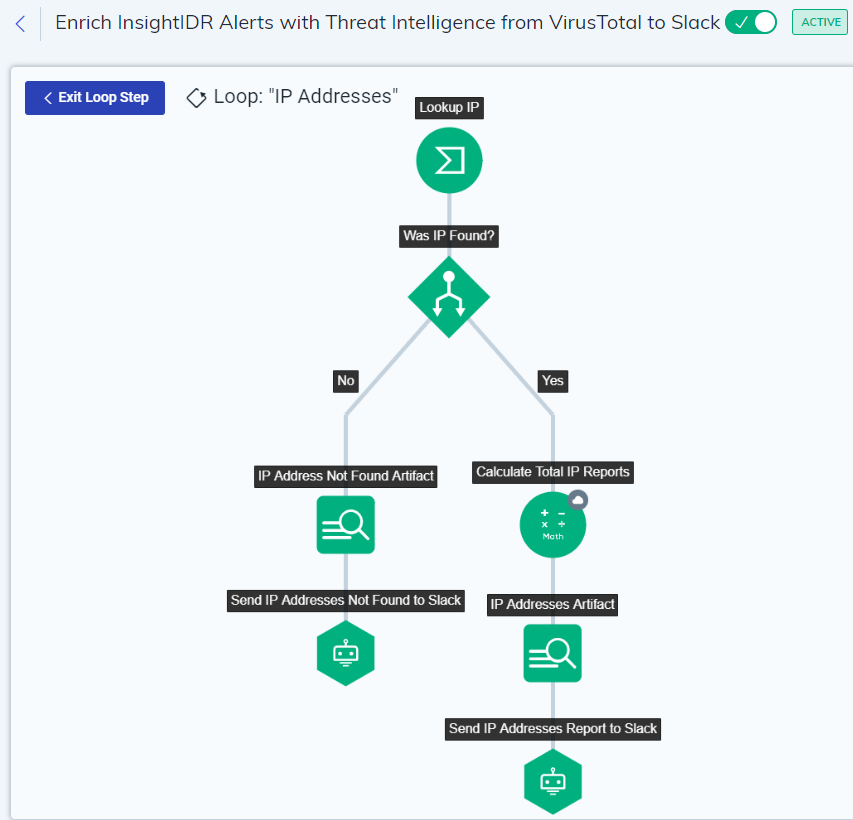 Enrich InsightIDR Alerts with Threat Intelligence from VirusTotal to Slack
ACTIVE
Exit Loop Step
Loop: "IP Addresses"
Lookup IP
Was IP Found?
No
Yes
IP Address Not Found Artifact
Calculate Total IP Reports
+ −
x ÷
Math
Send IP Addresses Not Found to Slack
IP Addresses Artifact
Send IP Addresses Report to Slack